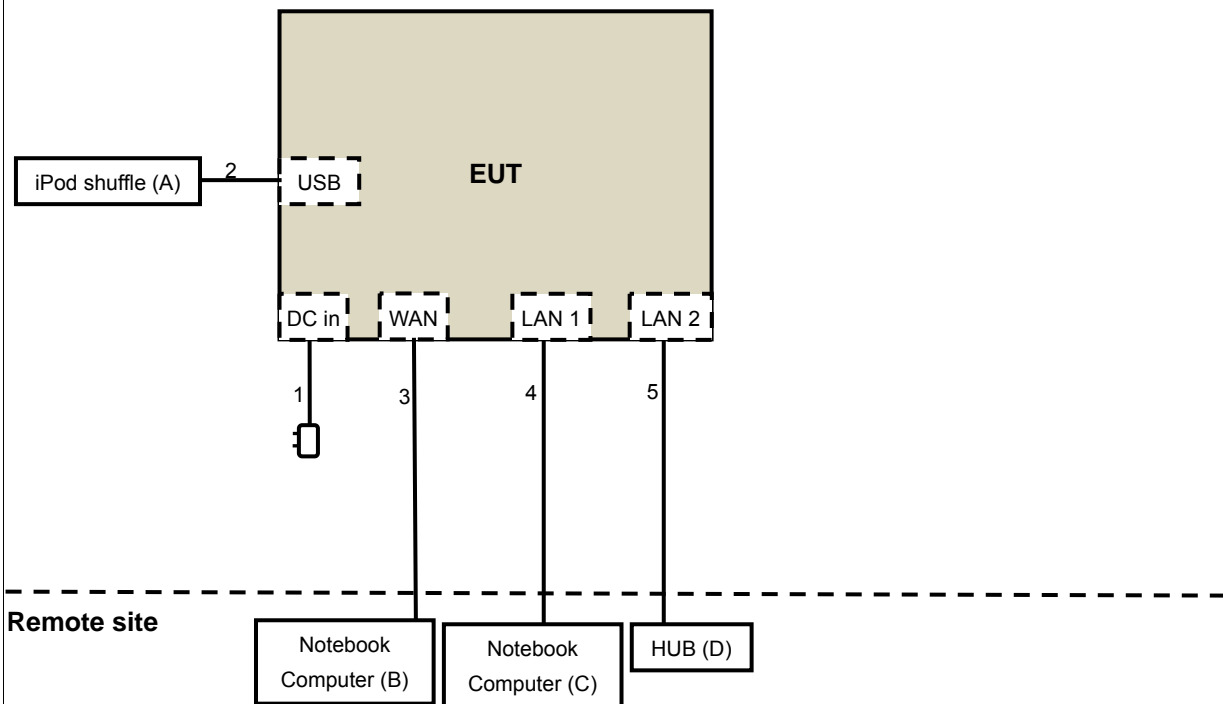 EUT
iPod shuffle (A)
2
USB
DC in
WAN
LAN 1
LAN 2
1
3
4
5
Remote site
Notebook
Computer (B)
Notebook
Computer (C)
HUB (D)